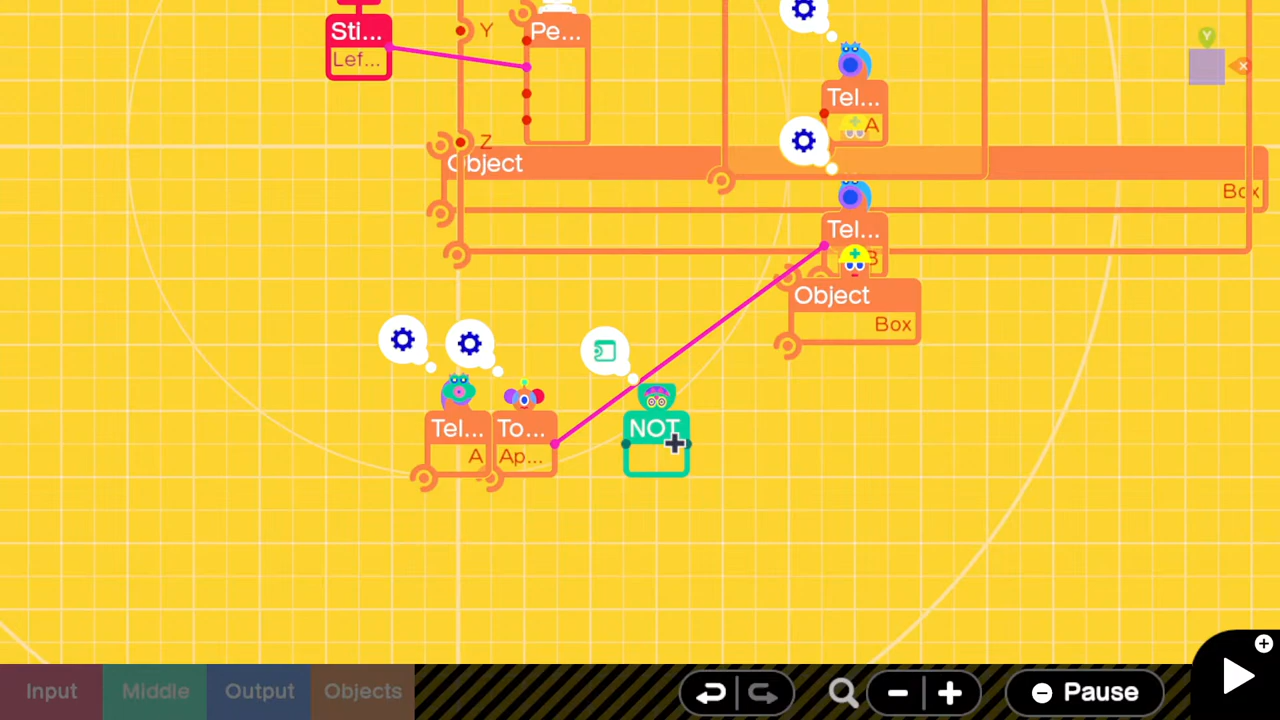 Sti...
Lef...
Y
Z
Pe...
Object
Box
Tel...
A
Tel...
B
Object
Box
Tel...
A
To...
Ap...
NOT
Y
X
Input
Middle
Output
Objects
Pause